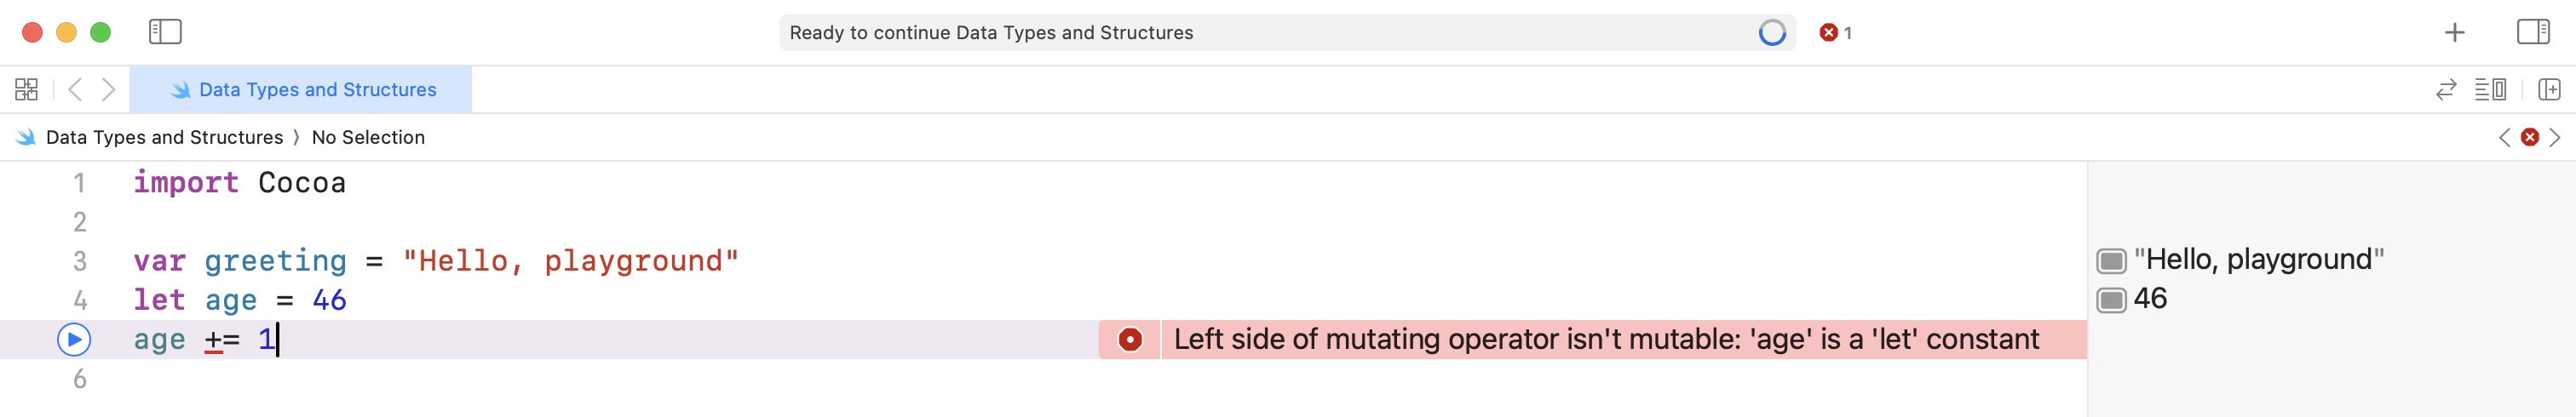 Ready to continue Data Types and Structures 1
Data Types and Structures
Data Types and Structures ⟩ No Selection
1 import Cocoa
2
3 var greeting = "Hello, playground" "Hello, playground"
4 let age = 46 46
age += 1 Left side of mutating operator isn't mutable: 'age' is a 'let' constant
6